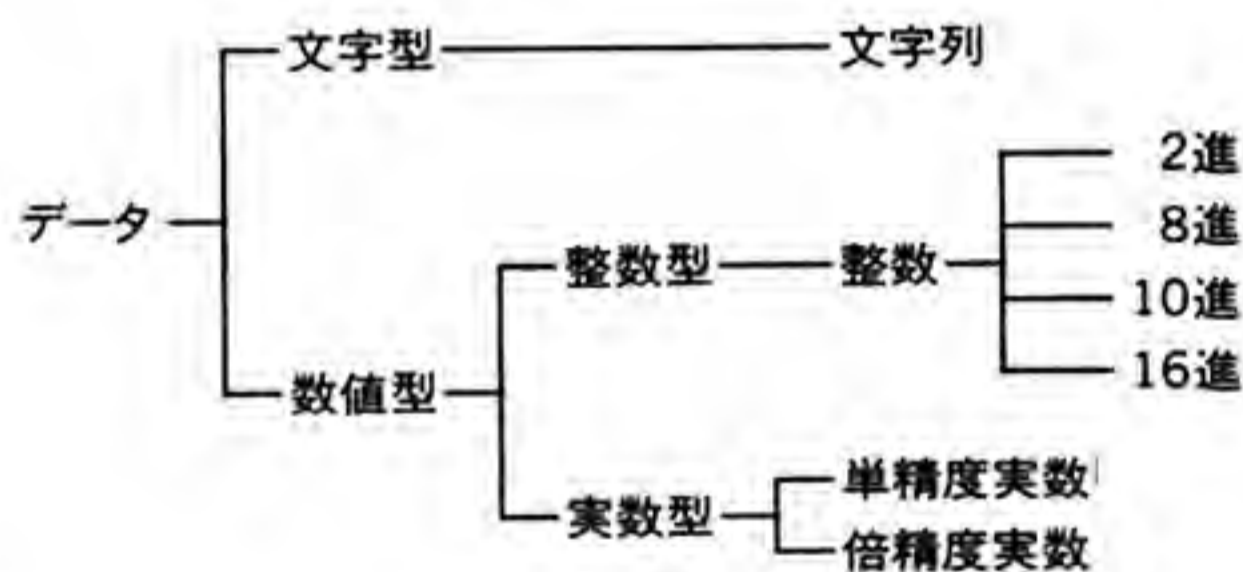 文字型 文字列
2進
データ 8進
整数型 整数
10進
数値型 16進
単精度実数
実数型
倍精度実数